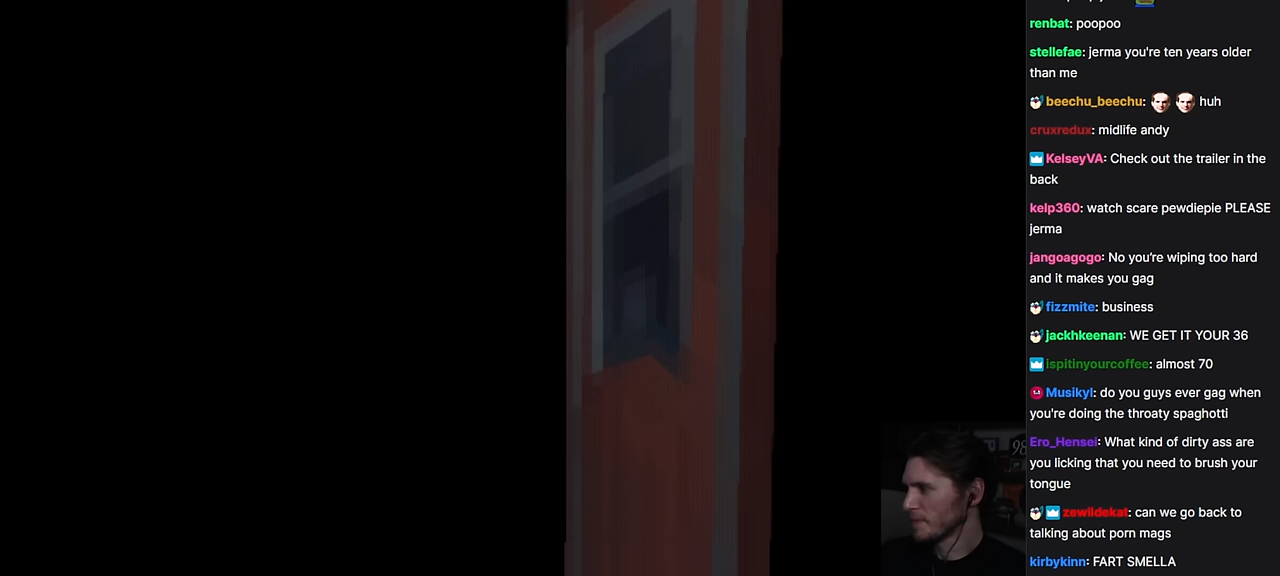 renbat: poopoo
stellefae: jerma you're ten years older
than me
beechu_beechu: huh
cruxredux: midlife andy
KelseyVA: Check out the trailer in the
back
kelp360: watch scare pewdiepie PLEASE
jerma
jangoagogo: No you’re wiping too hard
and it makes you gag
fizzmite: business
jackhkeenan: WE GET IT YOUR 36
ispitinyourcoffee: almost 70
Musikyl: do you guys ever gag when
you're doing the throaty spaghotti
Ero_Hensei: What kind of dirty ass are
you licking that you need to brush your
tongue
zewildekat: can we go back to
talking about porn mags
kirbykinn: FART SMELLA